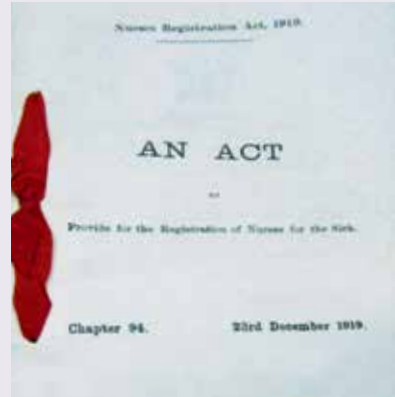 Nurses Registration Act, 1919.
AN ACT
TO
Provide for the Registration of Nurses for the Sick.
Chapter 94.
23rd December 1919.